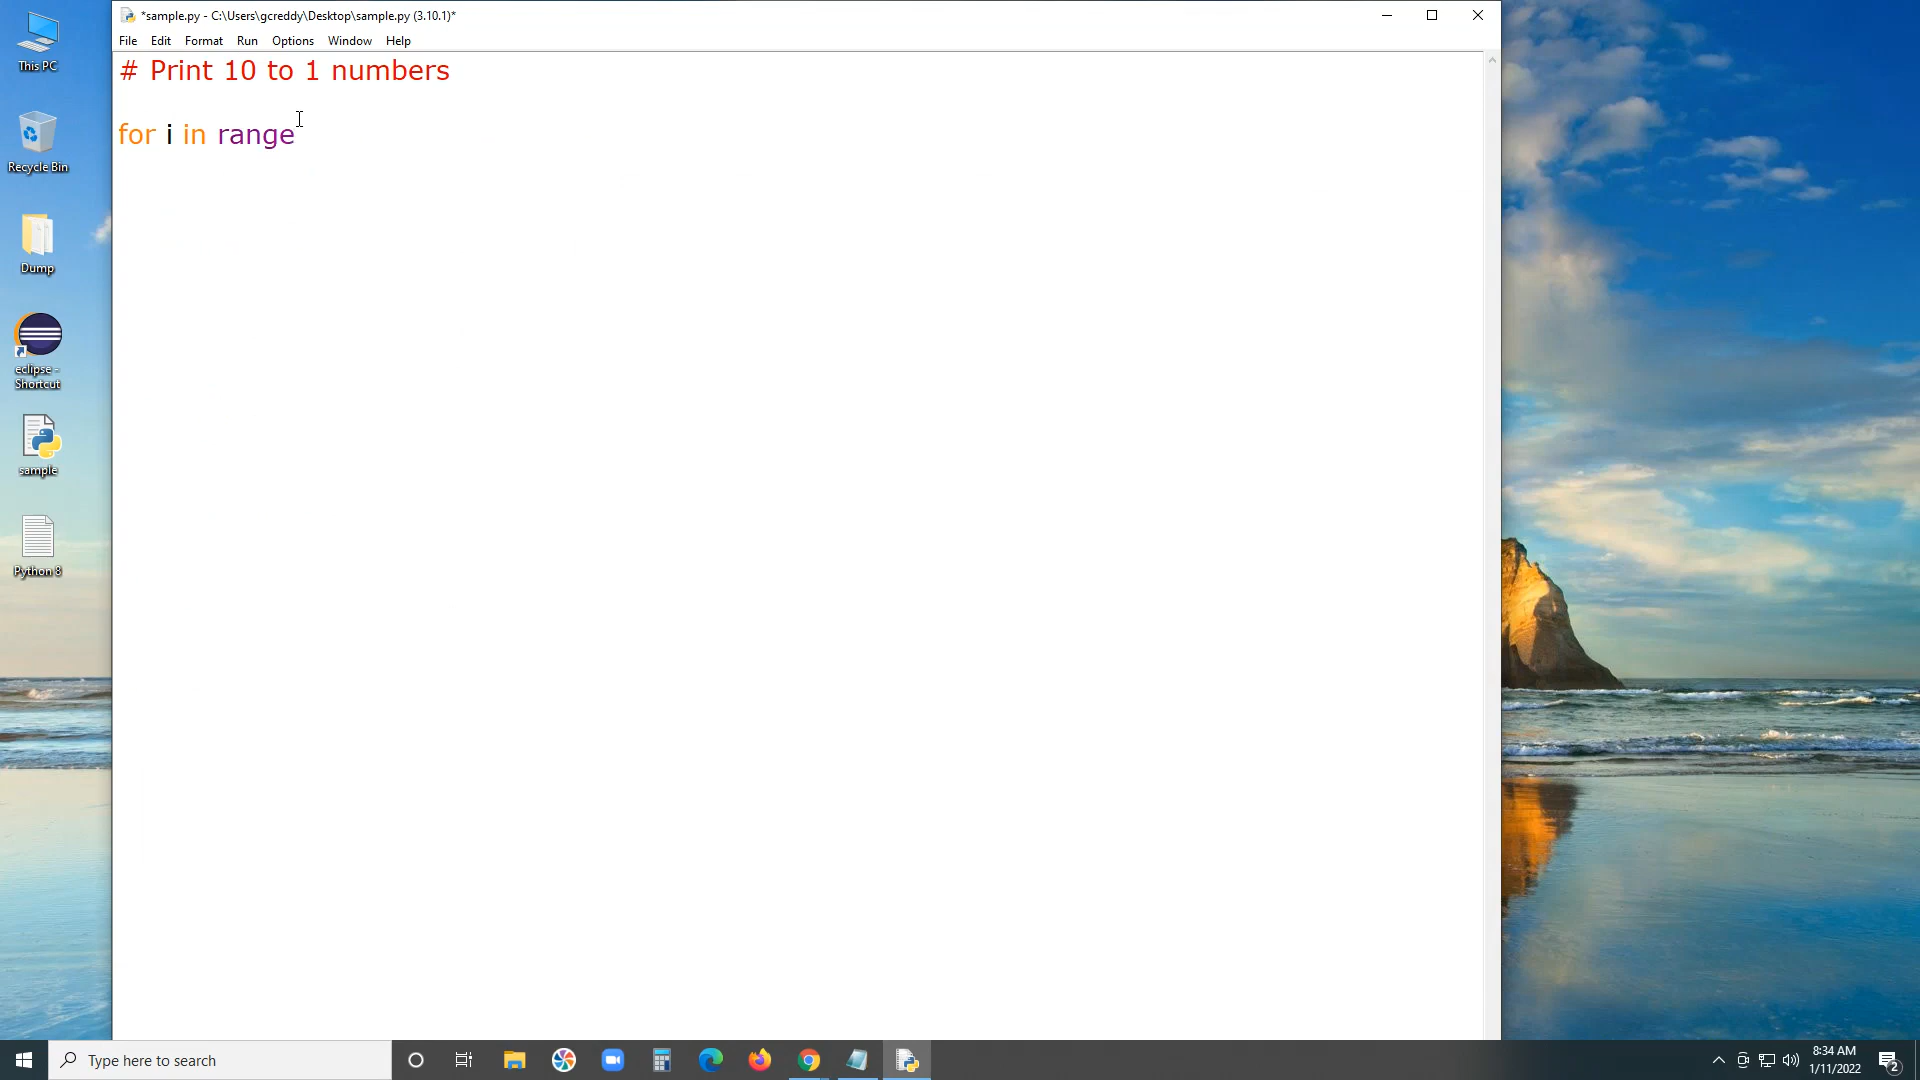 *sample.py - C:\Users\gcreddy\Desktop\sample.py (3.10.1)*
File Edit Format Run Options Window Help
# Print 10 to 1 numbers
for i in range
This PC
Recycle Bin
Dump
eclipse -
Shortcut
sample
Python 8
Type here to search
8:34 AM
1/11/2022
2